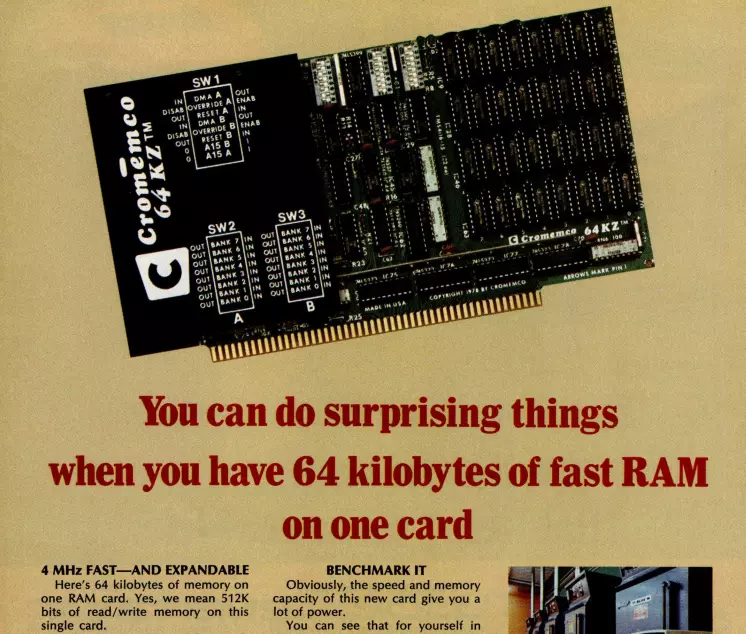 Cromemco
64KZ™
SW1
IN DMA A OUT
DISAB OVERRIDE A ENAB
OUT RESET A IN
IN DMA B OUT
DISAB OVERRIDE B ENAB
OUT RESET B IN
0 A15 B 1
0 A15 A 1
SW2
OUT BANK 7 IN
OUT BANK 6 IN
OUT BANK 5 IN
OUT BANK 4 IN
OUT BANK 3 IN
OUT BANK 2 IN
OUT BANK 1 IN
OUT BANK 0 IN
A
SW3
OUT BANK 7 IN
OUT BANK 6 IN
OUT BANK 5 IN
OUT BANK 4 IN
OUT BANK 3 IN
OUT BANK 2 IN
OUT BANK 1 IN
OUT BANK 0 IN
B
Cromemco 64KZ™
R23
MADE IN USA
COPYRIGHT 1978 BY CROMEMCO
ARROWS MARK PIN 1
You can do surprising things
when you have 64 kilobytes of fast RAM
on one card
4 MHz FAST—AND EXPANDABLE
Here's 64 kilobytes of memory on
one RAM card. Yes, we mean 512K
bits of read/write memory on this
single card.
BENCHMARK IT
Obviously, the speed and memory
capacity of this new card give you a
lot of power.
You can see that for yourself in